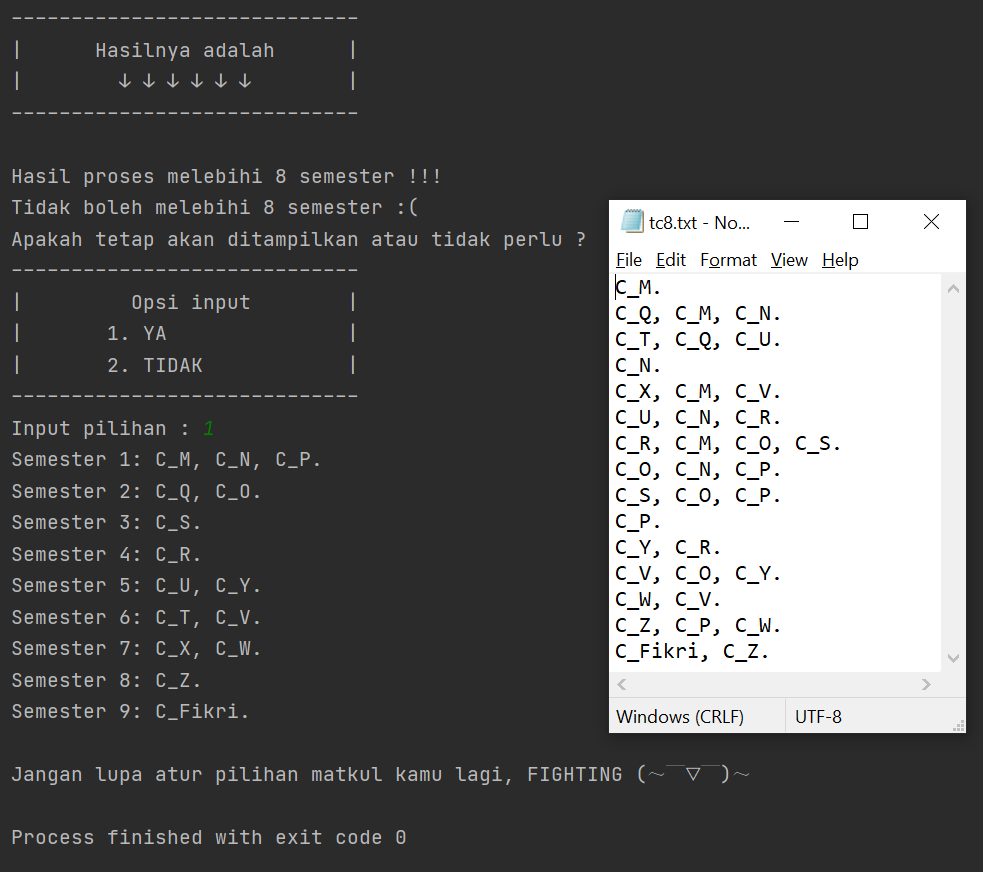 -----------------------------
|      Hasilnya adalah      |
|        ↓ ↓ ↓ ↓ ↓ ↓        |
-----------------------------
Hasil proses melebihi 8 semester !!!
Tidak boleh melebihi 8 semester :(
Apakah tetap akan ditampilkan atau tidak perlu ?
-----------------------------
|         Opsi input        |
|       1. YA               |
|       2. TIDAK            |
-----------------------------
Input pilihan : 1
Semester 1: C_M, C_N, C_P.
Semester 2: C_Q, C_O.
Semester 3: C_S.
Semester 4: C_R.
Semester 5: C_U, C_Y.
Semester 6: C_T, C_V.
Semester 7: C_X, C_W.
Semester 8: C_Z.
Semester 9: C_Fikri.
Jangan lupa atur pilihan matkul kamu lagi, FIGHTING (～￣▽￣)～
Process finished with exit code 0
tc8.txt - No...
File Edit Format View Help
C_M.
C_Q, C_M, C_N.
C_T, C_Q, C_U.
C_N.
C_X, C_M, C_V.
C_U, C_N, C_R.
C_R, C_M, C_O, C_S.
C_O, C_N, C_P.
C_S, C_O, C_P.
C_P.
C_Y, C_R.
C_V, C_O, C_Y.
C_W, C_V.
C_Z, C_P, C_W.
C_Fikri, C_Z.
Windows (CRLF) UTF-8